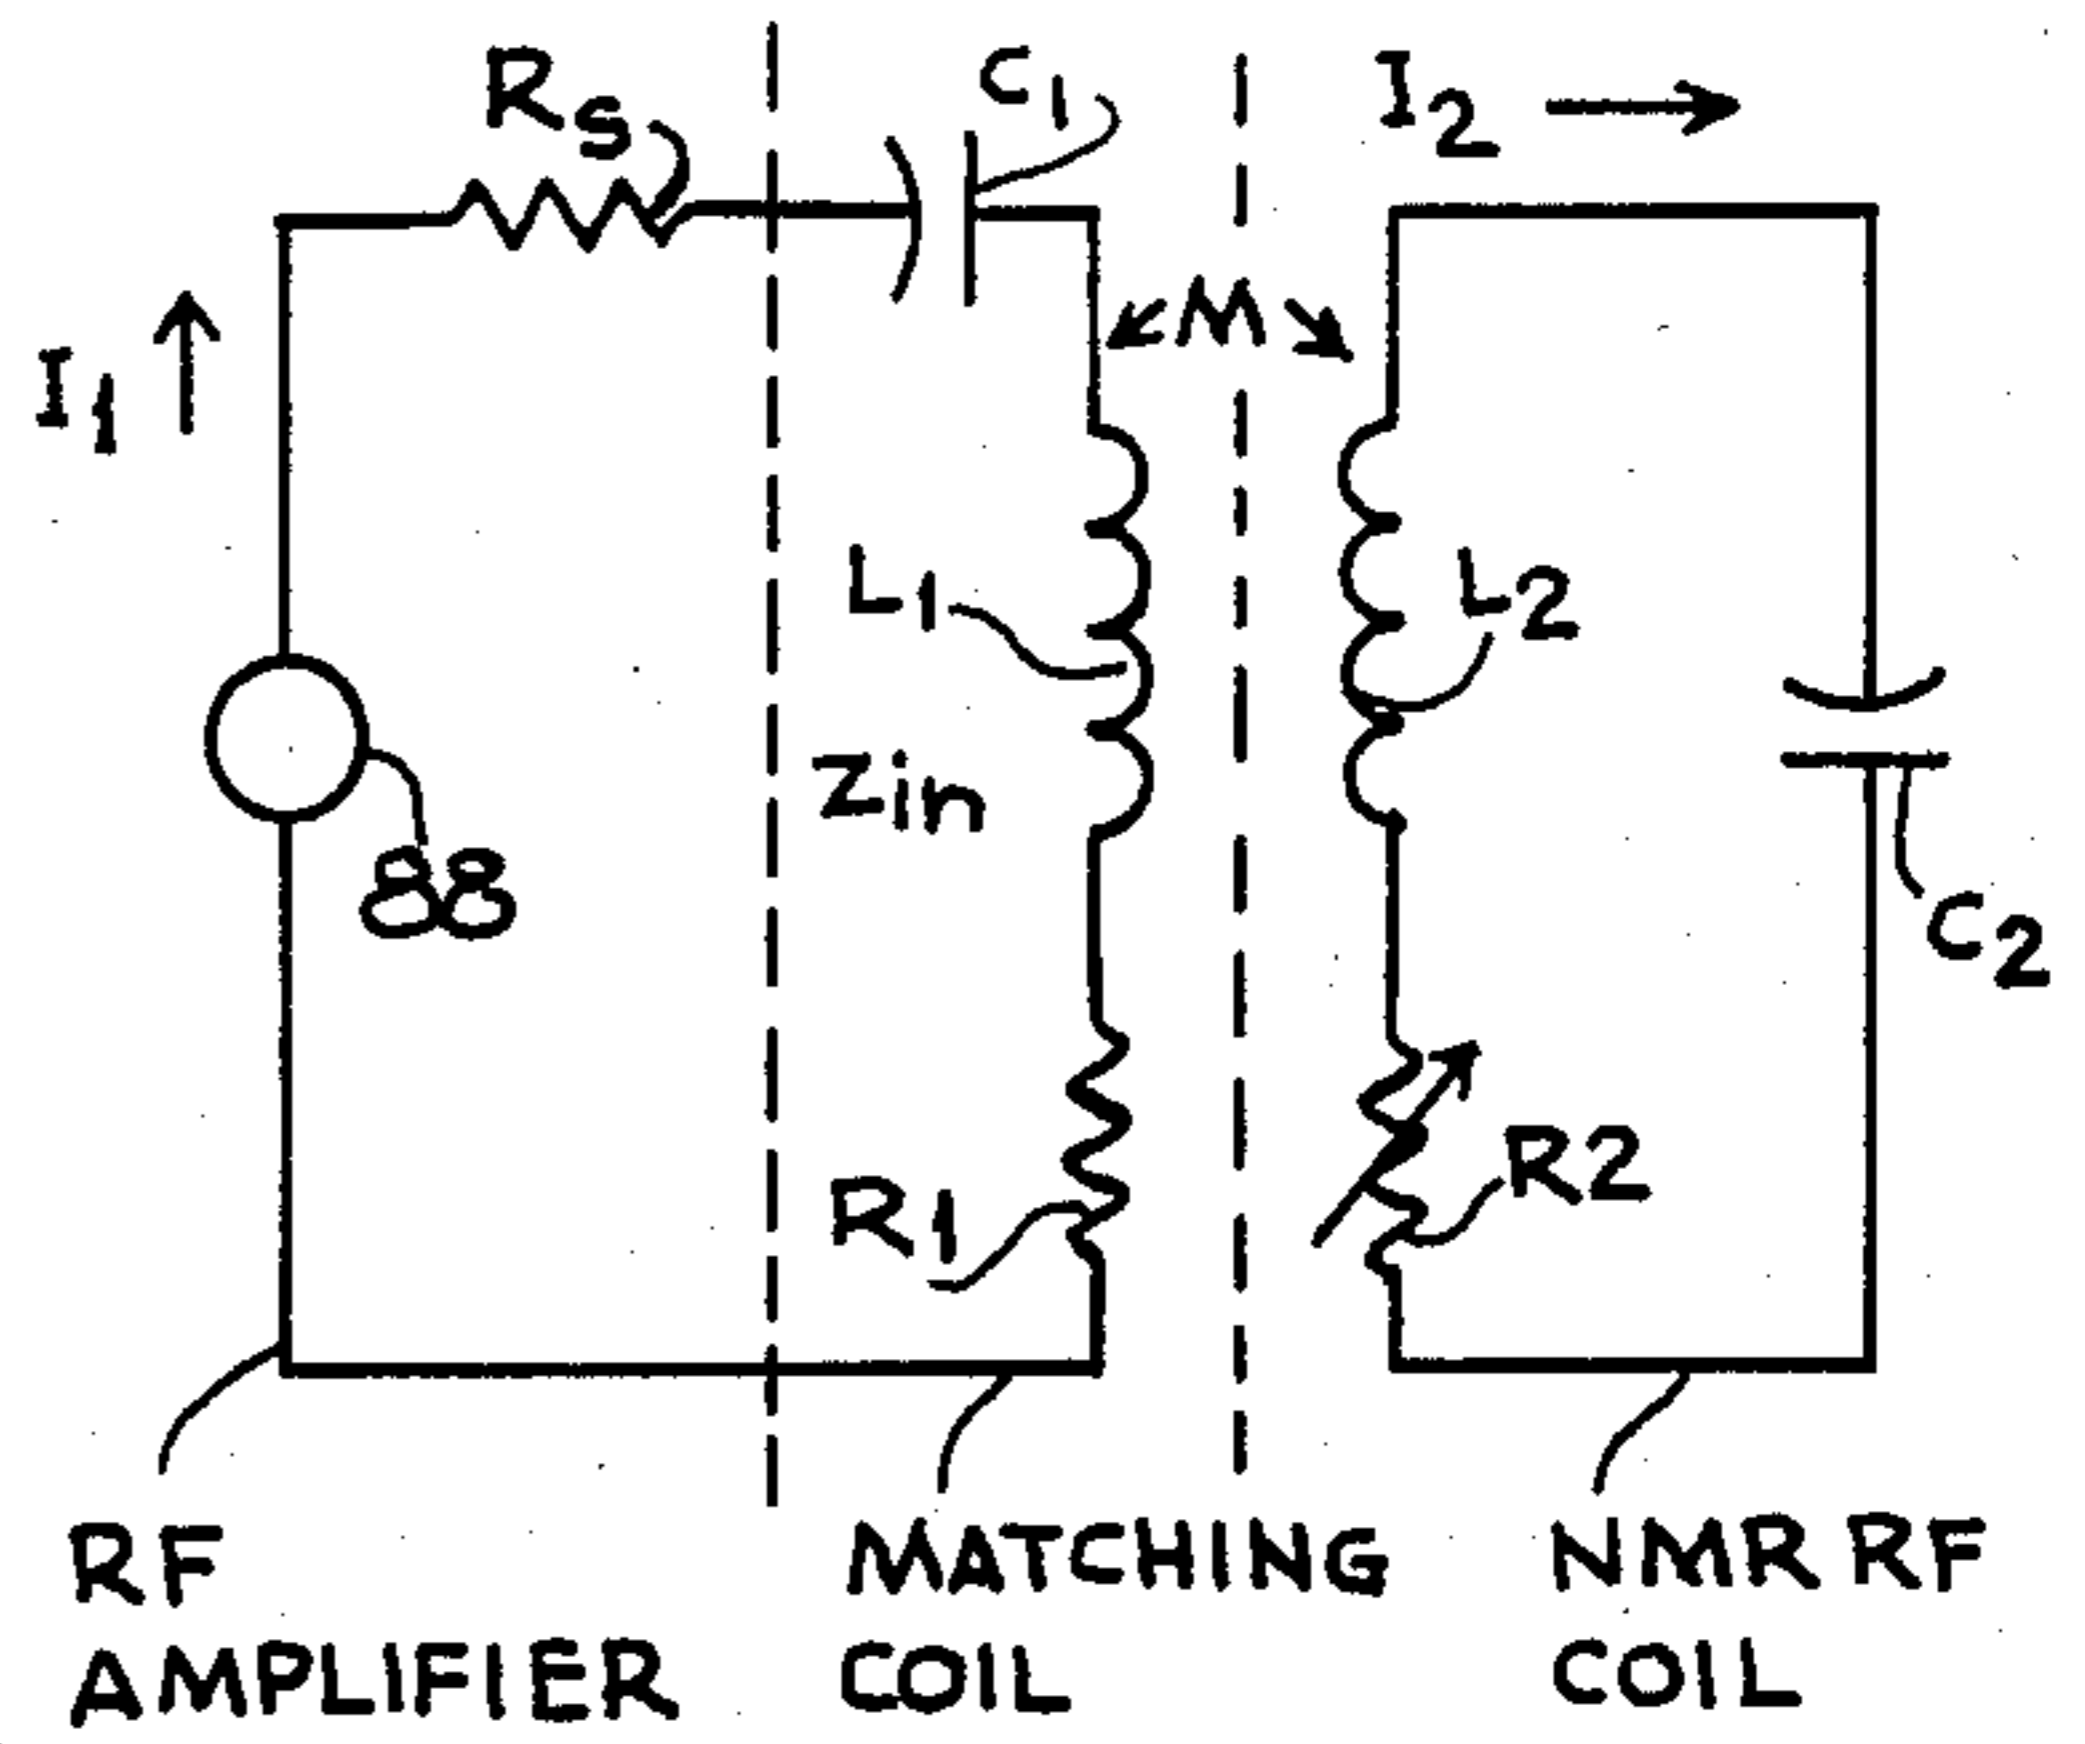 Rs
C1
I2
M
I1
L1
L2
Zin
88
C2
R1
R2
RF
AMPLIFIER
MATCHING
COIL
NMR RF
COIL